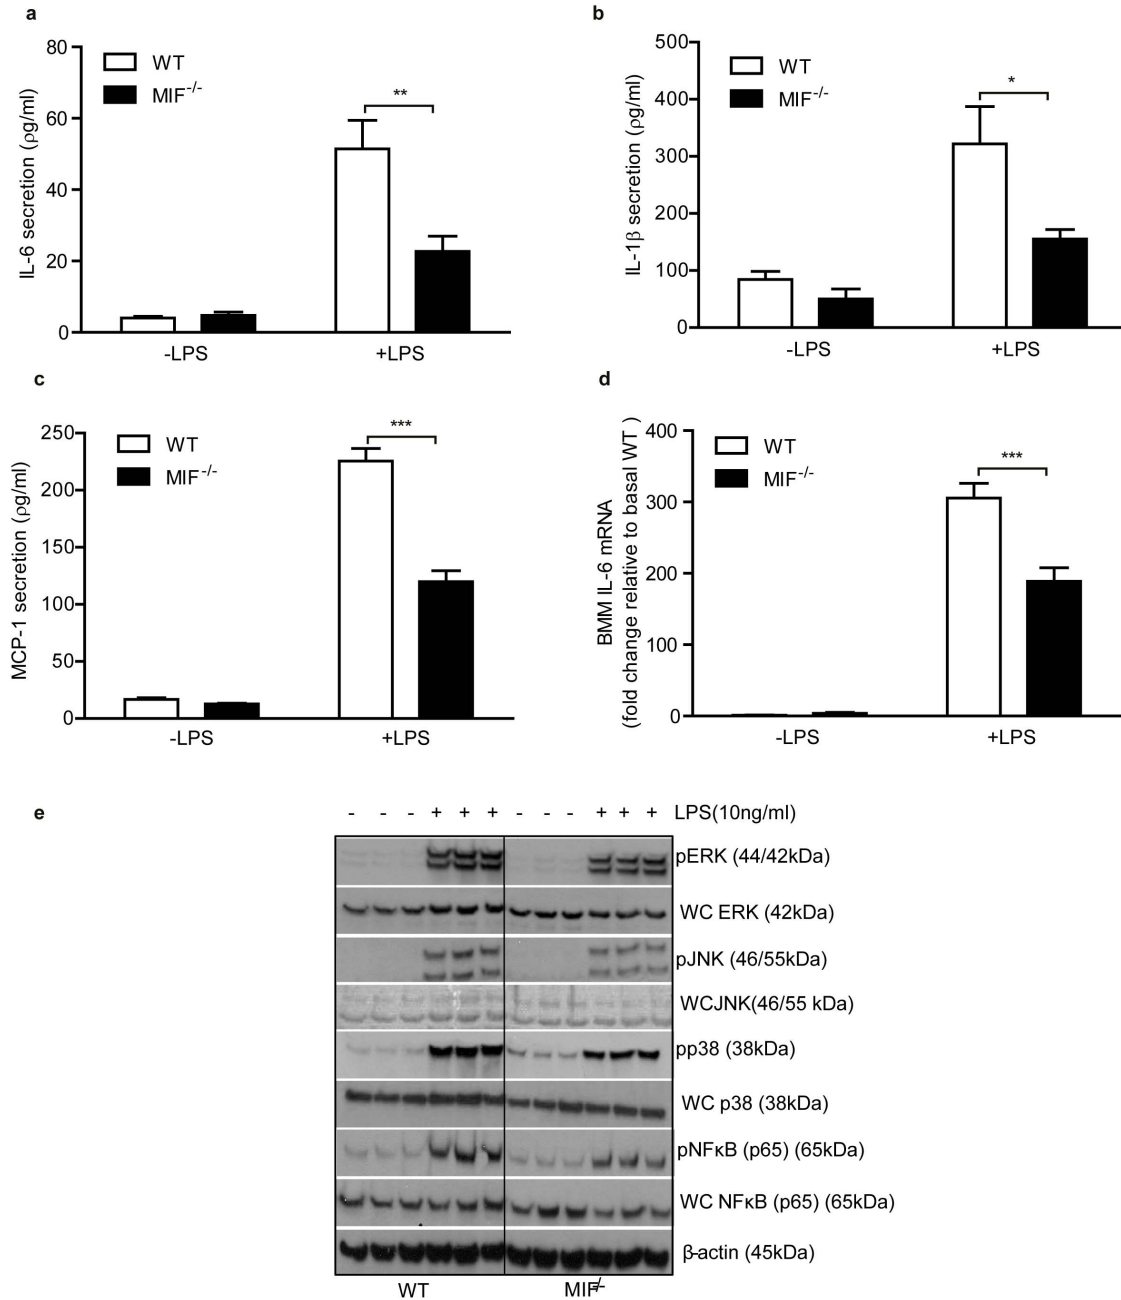 a
80
60
40
20
0
IL-6 secretion (ρg/ml)
WT
MIF-/-
**
-LPS
+LPS
b
500
400
300
200
100
0
IL-1β secretion (ρg/ml)
WT
MIF-/-
*
-LPS
+LPS
c
250
200
150
100
50
0
MCP-1 secretion (ρg/ml)
WT
MIF-/-
***
-LPS
+LPS
d
400
300
200
100
0
BMM IL-6 mRNA
(fold change relative to basal WT )
WT
MIF-/-
***
-LPS
+LPS
e
- - - + + + - - - + + + LPS(10ng/ml)
pERK (44/42kDa)
WC ERK (42kDa)
pJNK (46/55kDa)
WCJNK(46/55 kDa)
pp38 (38kDa)
WC p38 (38kDa)
pNFκB (p65) (65kDa)
WC NFκB (p65) (65kDa)
β-actin (45kDa)
WT
MIF-/-